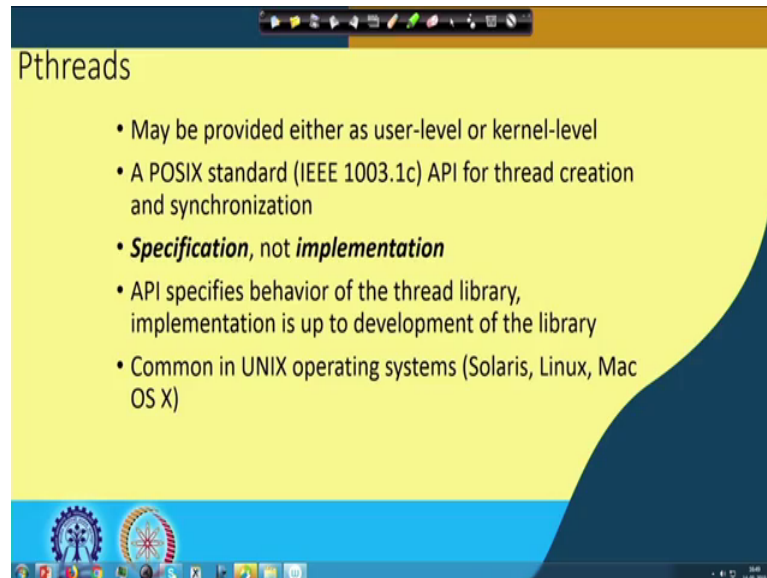 Pthreads
• May be provided either as user-level or kernel-level
• A POSIX standard (IEEE 1003.1c) API for thread creation
and synchronization
• Specification, not implementation
• API specifies behavior of the thread library,
implementation is up to development of the library
• Common in UNIX operating systems (Solaris, Linux, Mac
OS X)